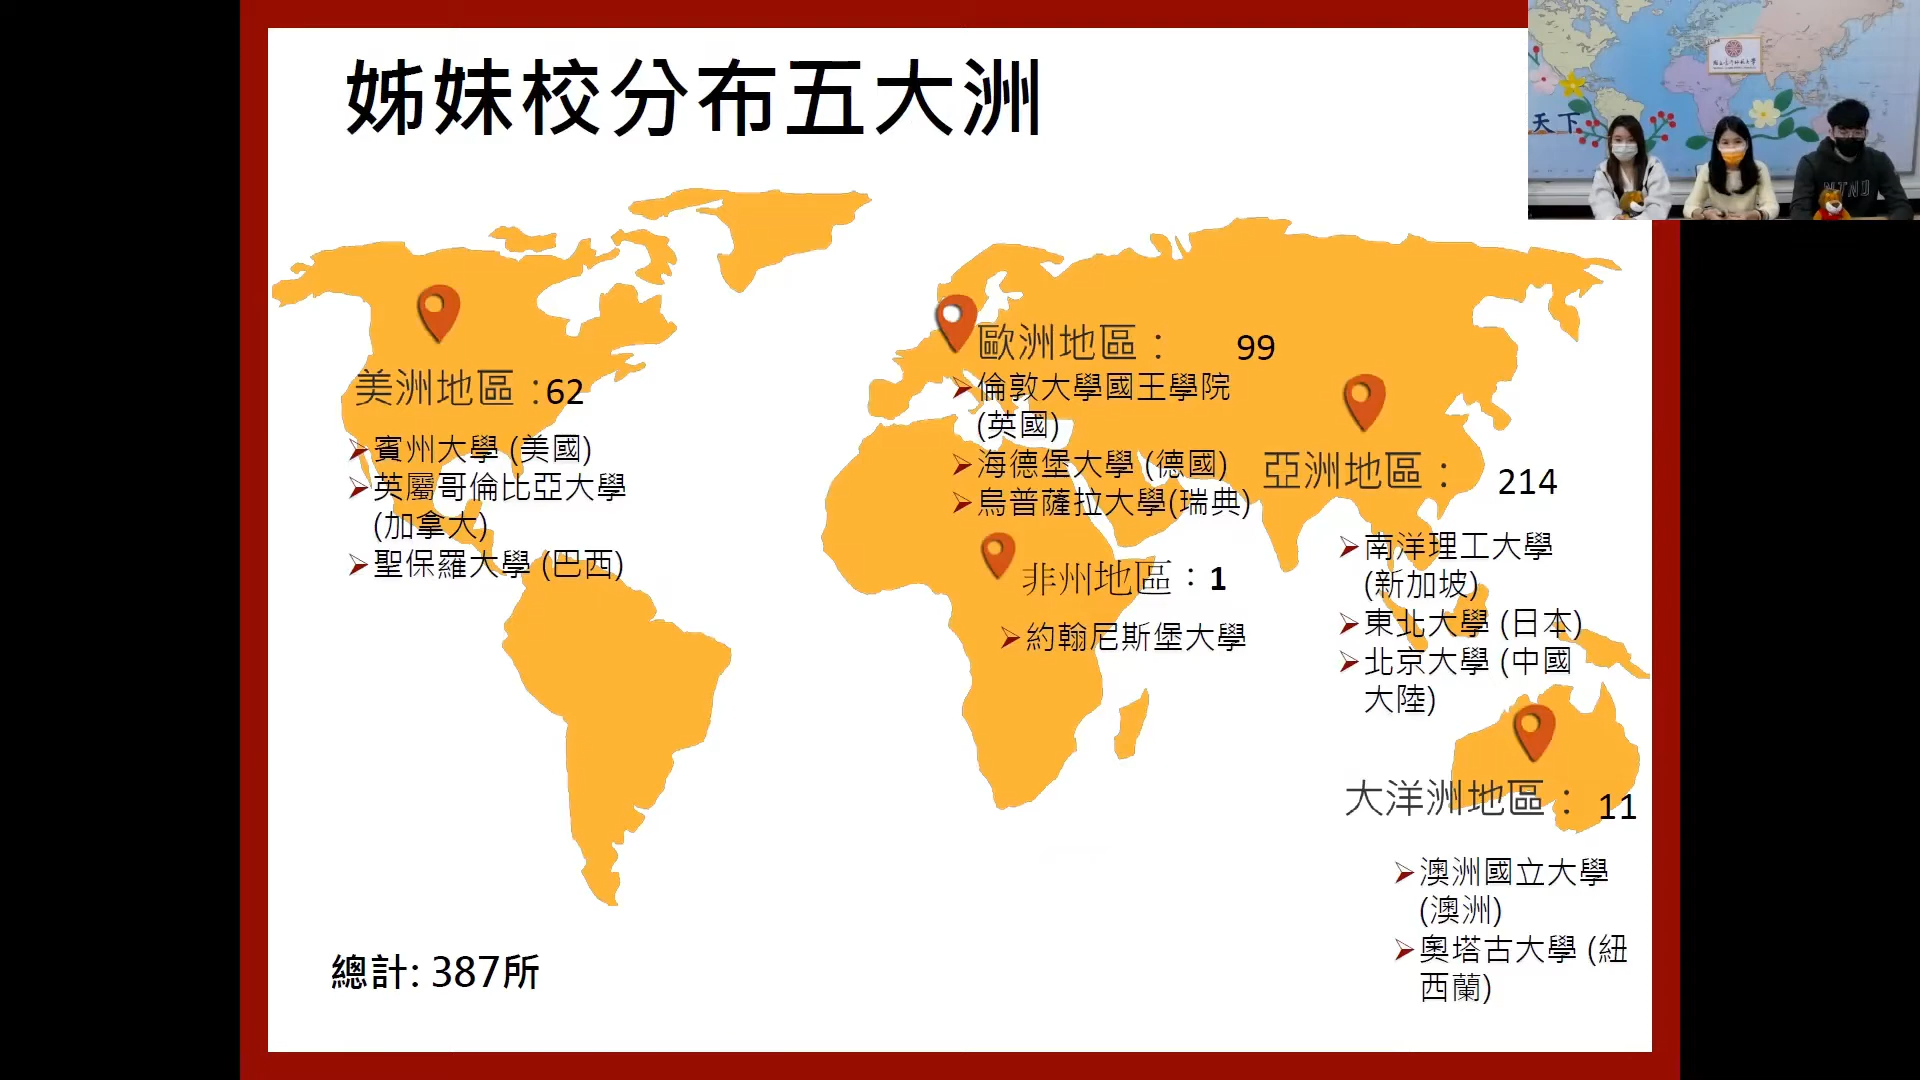 姊妹校分布五大洲
天下
NTNU
美洲地區：62
賓州大學 (美國)
英屬哥倫比亞大學
(加拿大)
聖保羅大學 (巴西)
歐洲地區： 99
倫敦大學國王學院
(英國)
海德堡大學 (德國)
烏普薩拉大學(瑞典)
非州地區：1
約翰尼斯堡大學
亞洲地區： 214
南洋理工大學
(新加坡)
東北大學 (日本)
北京大學 (中國
大陸)
大洋洲地區： 11
澳洲國立大學
(澳洲)
奧塔古大學 (紐
西蘭)
總計: 387所